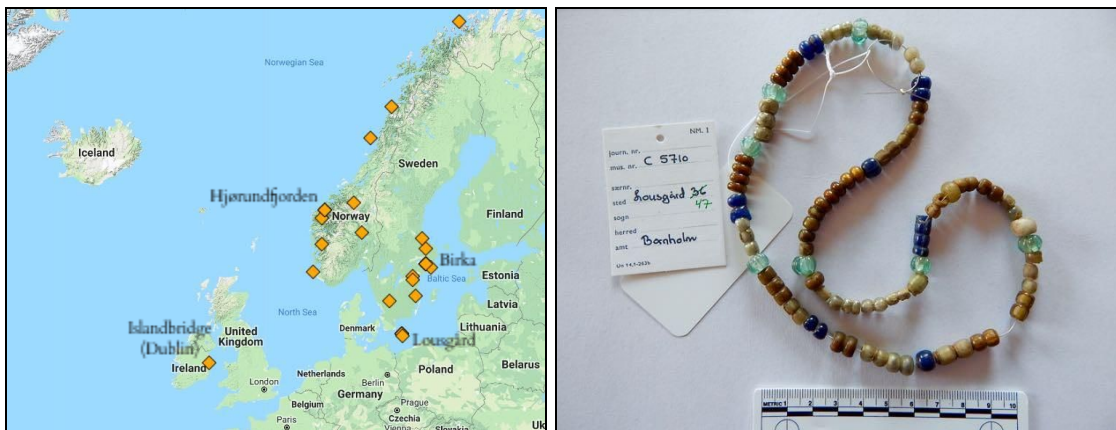 Norwegian Sea
Iceland
Sweden
Hjørundfjorden
Norway
Finland
Birka
Baltic Sea
Estonia
North Sea
Latvia
Islandbridge
(Dublin)
United
Kingdom
Denmark
Lousgård
Lithuania
Ireland
Poland
Belarus
London
Netherlands
Berlin
Germany
Belgium
Prague
Czechia
Paris
Vienna
Slovakia
Uk
NM. I
journ. nr.
mus. nr. C 5710
særnr. 36
sted Lousgård 47
sogn
herred
amt Bornholm
METRIC 1 2 3 4 5 6 7 8 9 10